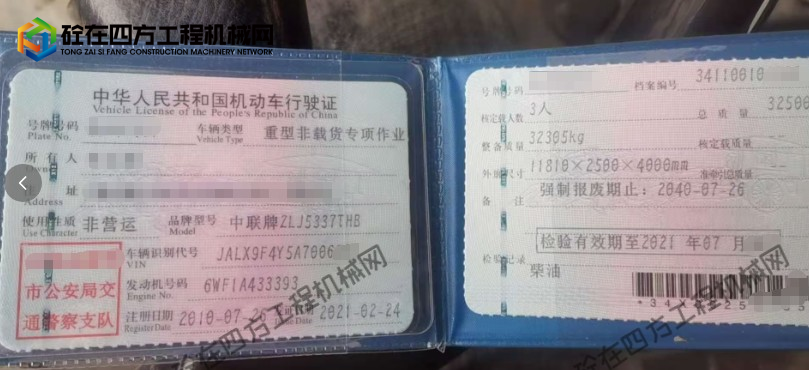 砼在四方工程机械网
TONG ZAI SI FANG CONSTRUCTION MACHINERY NETWORK
中华人民共和国机动车行驶证
Vehicle License of the People's Republic of China
号牌号码
Plate No.
车辆类型 重型非载货专项作业
Vehicle Type
所有人
址
Address
使用性质 非营运 品牌型号 中联牌ZLJ5337THB
Use Character Model
车辆识别代号 JALX9F4Y5A7006
VIN
发动机号码 6WF1A433393
Engine No.
注册日期 2010-07-26 2021-02-24
Register Date
市公安局交
通警察支队
号牌号码 档案编号 34110010
核定载人数 3人 总质量 32500
整备质量 32305kg 核定载质量 --
外廓尺寸 11810×2500×4000mm 准牵引总质量
备注 强制报废期止：2040-07-26
检验有效期至2021年07月
检验记录
柴油
砼在四方工程机械网
砼在四方工程机械网